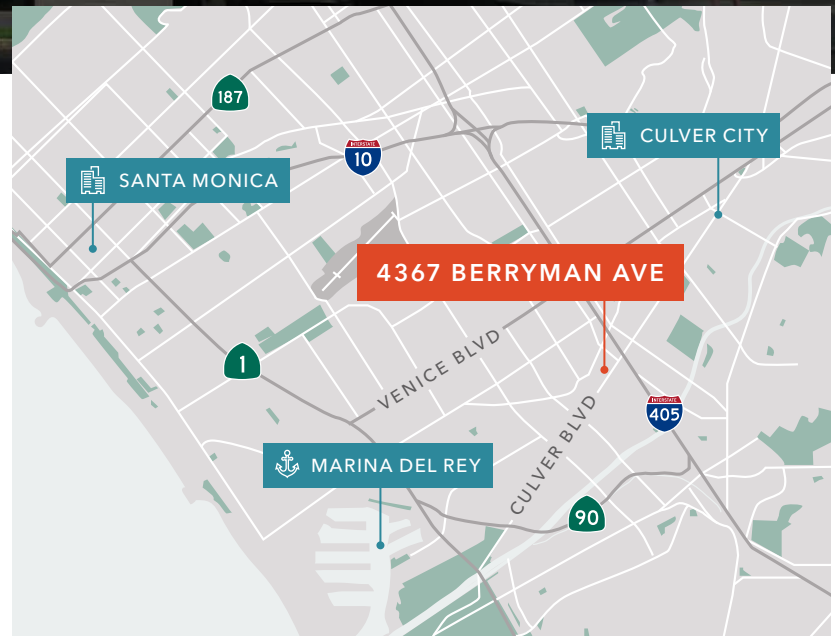 187
INTERSTATE
10
CULVER CITY
SANTA MONICA
4367 BERRYMAN AVE
1
VENICE BLVD
INTERSTATE
405
CULVER BLVD
MARINA DEL REY
90